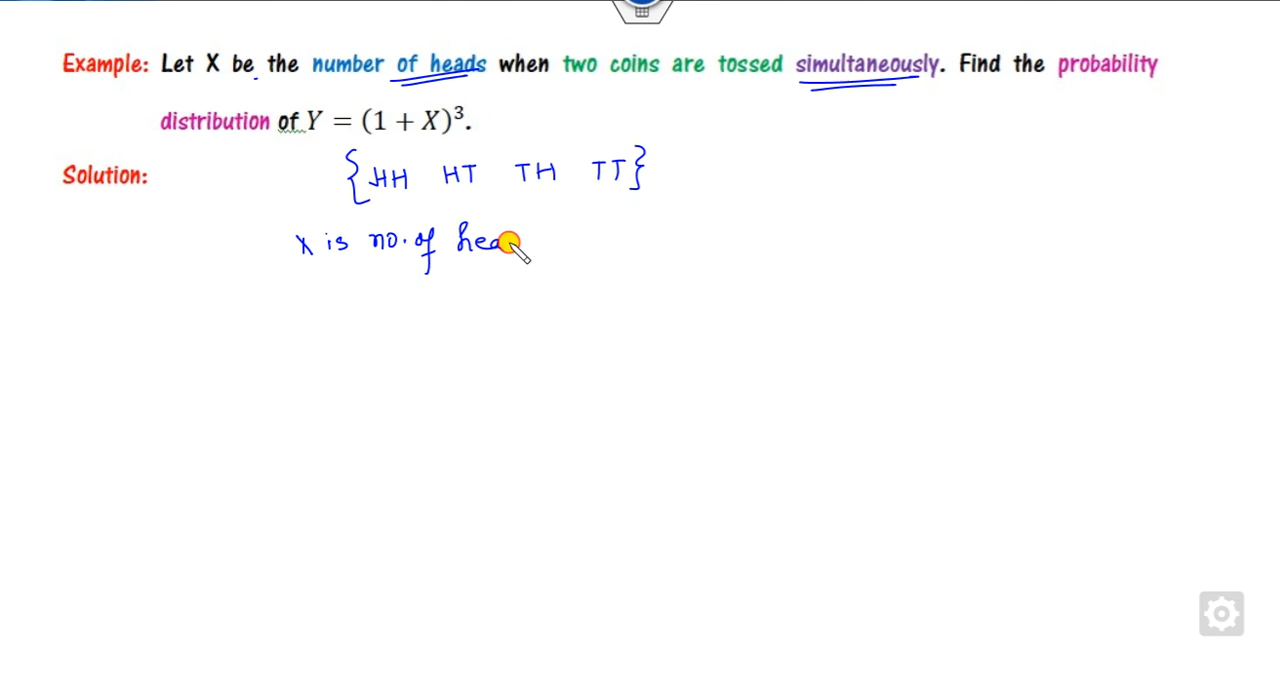 Example: Let X be the number of heads when two coins are tossed simultaneously. Find the probability
distribution of Y = (1 + X)³.
Solution: {HH HT TH TT}
X is no. of hea